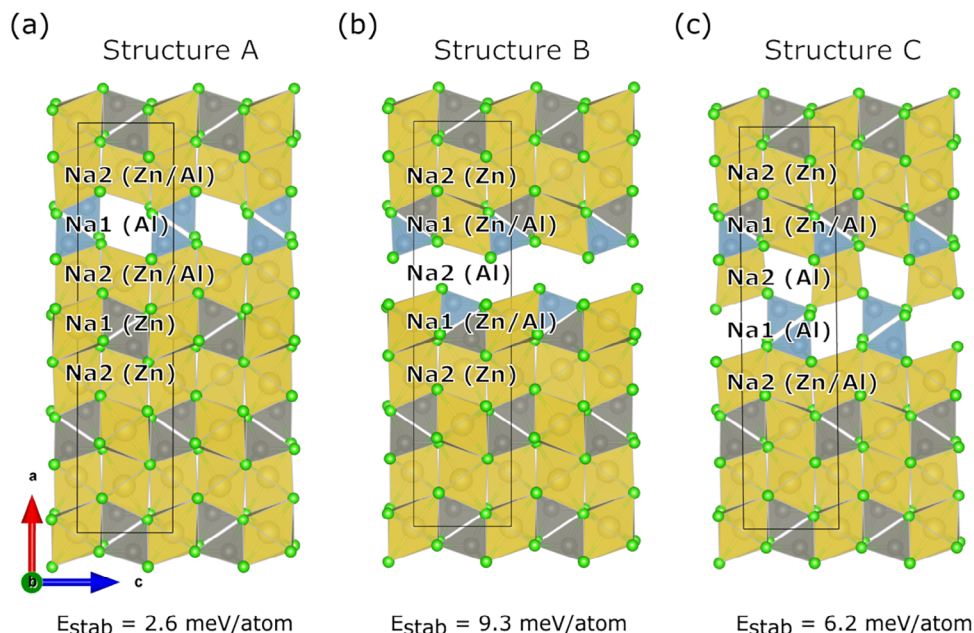 (a)
Structure A
Na2 (Zn/Al)
Na1 (Al)
Na2 (Zn/Al)
Na1 (Zn)
Na2 (Zn)
a
b
c
Estab = 2.6 meV/atom
(b)
Structure B
Na2 (Zn)
Na1 (Zn/Al)
Na2 (Al)
Na1 (Zn/Al)
Na2 (Zn)
Estab = 9.3 meV/atom
(c)
Structure C
Na2 (Zn)
Na1 (Zn/Al)
Na2 (Al)
Na1 (Al)
Na2 (Zn/Al)
Estab = 6.2 meV/atom